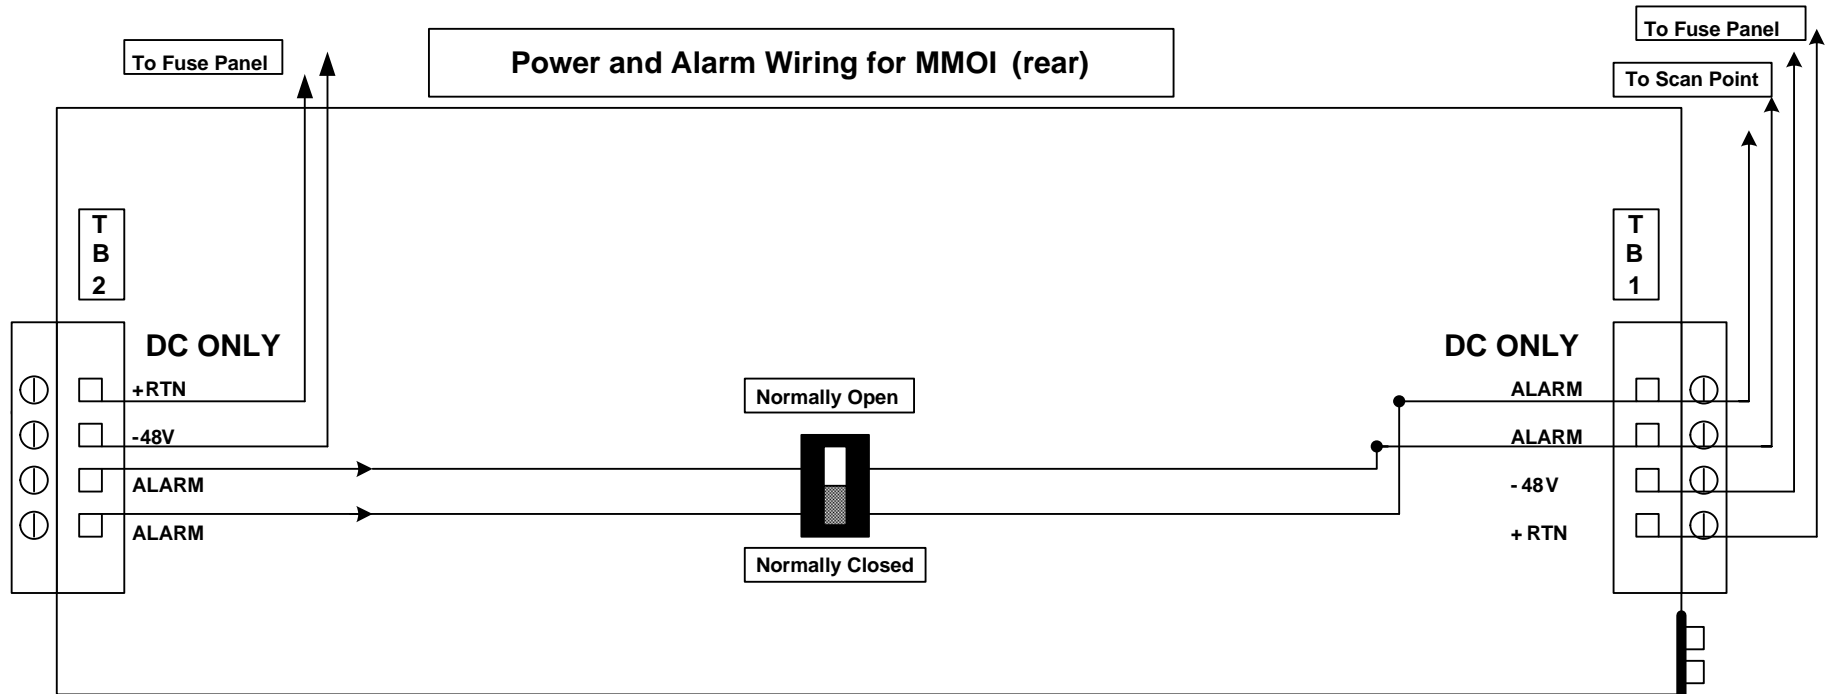 To Fuse Panel
Power and Alarm Wiring for MMOI (rear)
To Fuse Panel
To Scan Point
T
B
2
T
B
1
DC ONLY
DC ONLY
+RTN
-48V
ALARM
ALARM
Normally Open
Normally Closed
ALARM
ALARM
- 48V
+ RTN